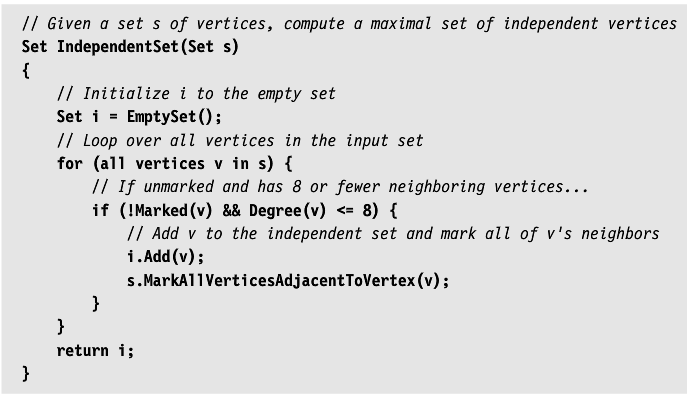 // Given a set s of vertices, compute a maximal set of independent vertices
Set IndependentSet(Set s)
{
    // Initialize i to the empty set
    Set i = EmptySet();
    // Loop over all vertices in the input set
    for (all vertices v in s) {
        // If unmarked and has 8 or fewer neighboring vertices...
        if (!Marked(v) && Degree(v) <= 8) {
            // Add v to the independent set and mark all of v's neighbors
            i.Add(v);
            s.MarkAllVerticesAdjacentToVertex(v);
        }
    }
    return i;
}